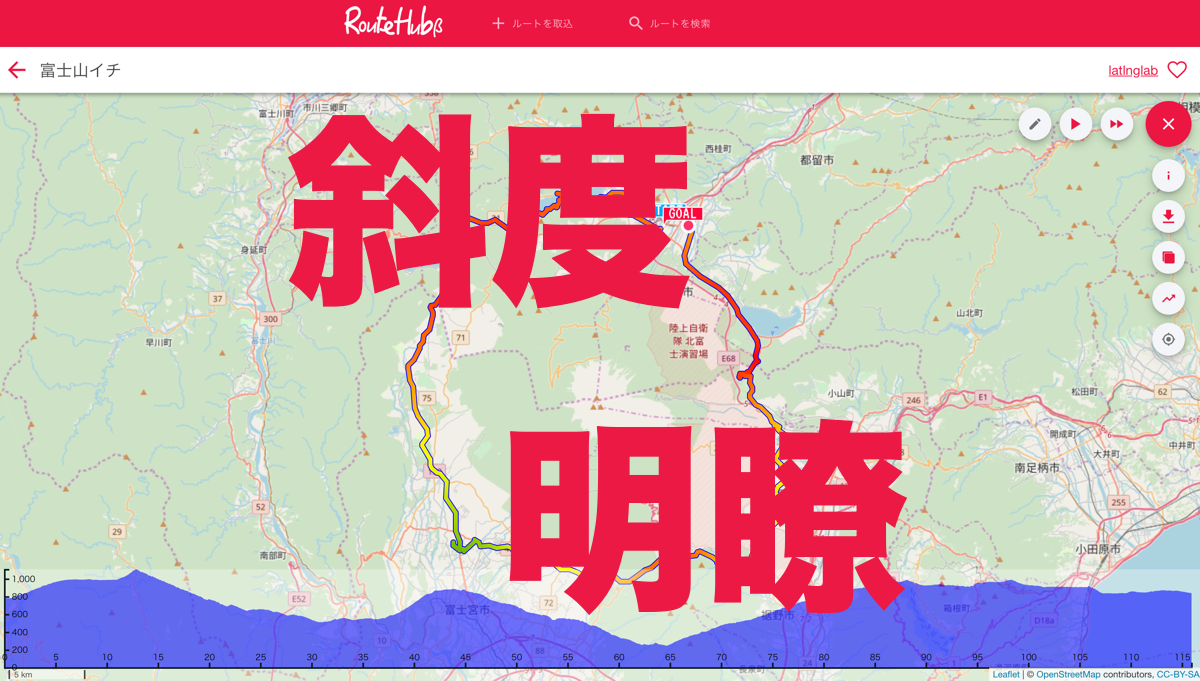 RouteHubβ
ルートを取込
ルートを検索
富士山イチ
latlnglab
市川三郷町
富士川町
西桂町
都留市
斜度
GOAL
身延町
37
市
300
山北町
陸上自衛
隊 北富
士演習場
早川町
71
E68
小山町
松田町
62
75
246
E1
開成町
中井町
大井町
南足柄市
明瞭
52
255
29
小田原市
南部町
E52
72
富士宮市
裾野市
箱根町
D18a
10
88
24
長泉町
1,000
800
600
400
200
0
0 5 10 15 20 25 30 35 40 45 50 55 60 65 70 75 80 85 90 95 100 105 110 115
5 km
Leaflet | © OpenStreetMap contributors, CC-BY-SA